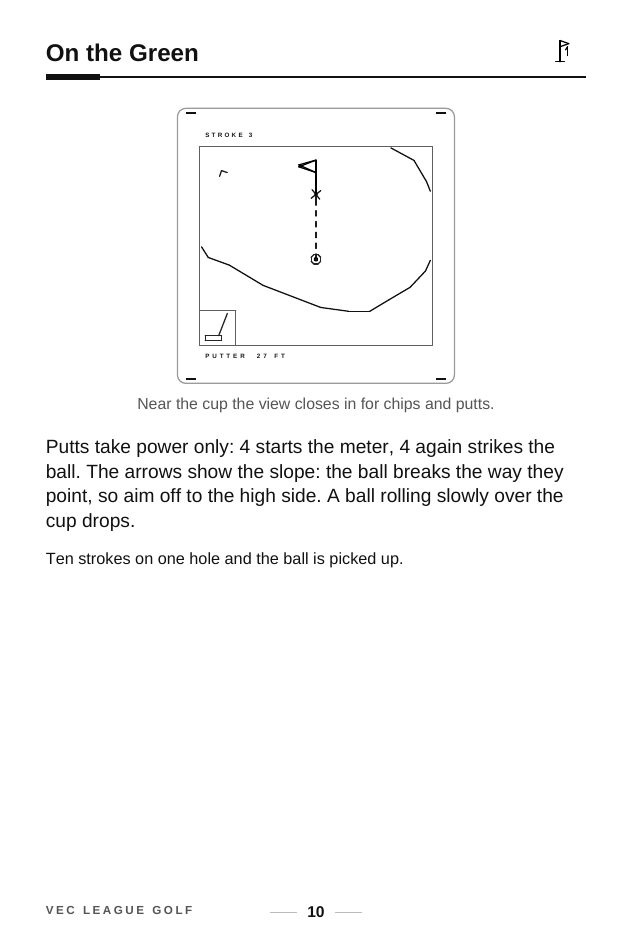 On the Green
STROKE 3
PUTTER 27 FT
Near the cup the view closes in for chips and putts.
Putts take power only: 4 starts the meter, 4 again strikes the
ball. The arrows show the slope: the ball breaks the way they
point, so aim off to the high side. A ball rolling slowly over the
cup drops.
Ten strokes on one hole and the ball is picked up.
VEC LEAGUE GOLF
10